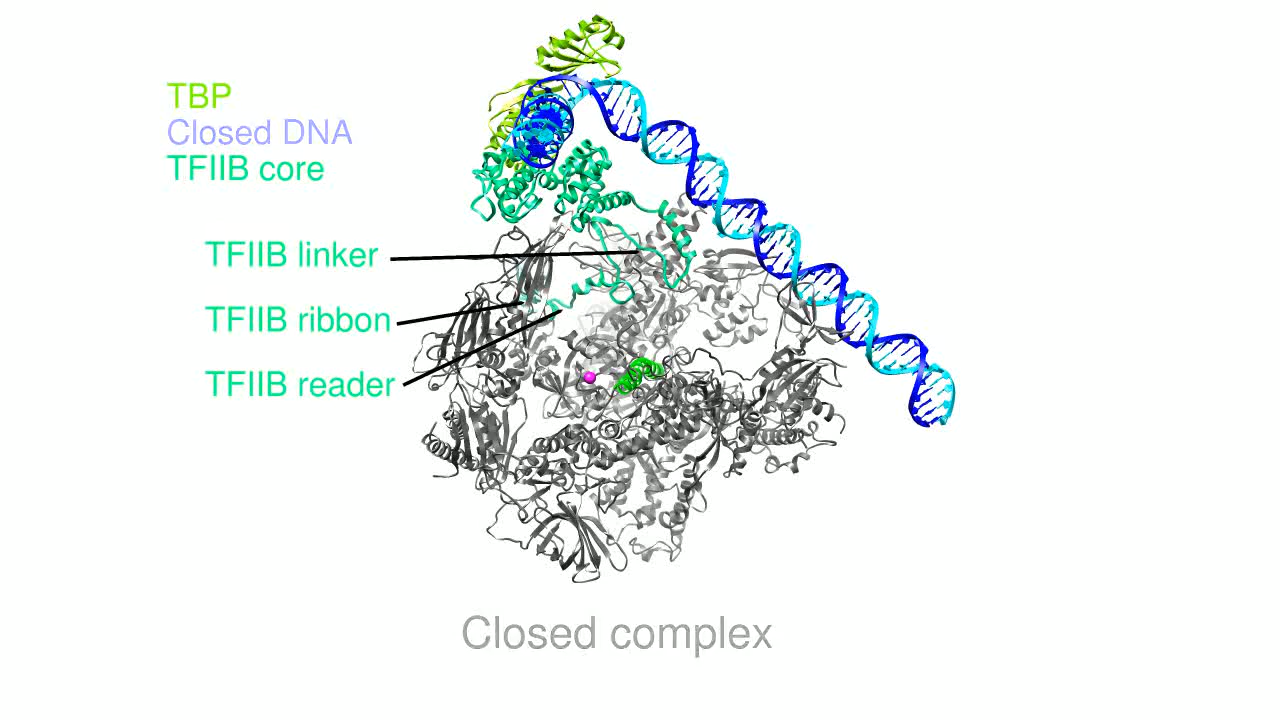 TBP
Closed DNA
TFIIB core
TFIIB linker
TFIIB ribbon
TFIIB reader
Closed complex